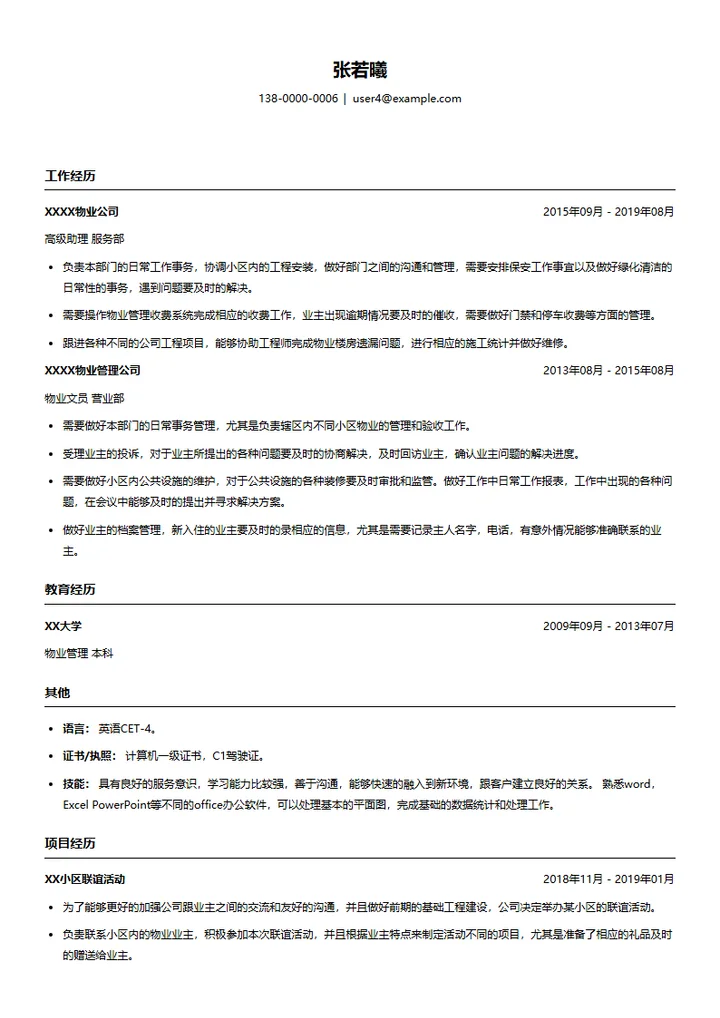 张若曦
138-0000-0006 | user4@example.com
工作经历
XXXX物业公司 2015年09月 - 2019年08月
高级助理 服务部
• 负责本部门的日常工作事务，协调小区内的工程安装，做好部门之间的沟通和管理，需要安排保安工作事宜以及做好绿化清洁的
日常性的事务，遇到问题要及时的解决。
• 需要操作物业管理收费系统完成相应的收费工作，业主出现逾期情况要及时的催收，需要做好门禁和停车收费等方面的管理。
• 跟进各种不同的公司工程项目，能够协助工程师完成物业楼房遗漏问题，进行相应的施工统计并做好维修。
XXXX物业管理公司 2013年08月 - 2015年08月
物业文员 营业部
• 需要做好本部门的日常事务管理，尤其是负责辖区内不同小区物业的管理和验收工作。
• 受理业主的投诉，对于业主所提出的各种问题要及时的协商解决，及时回访业主，确认业主问题的解决进度。
• 需要做好小区内公共设施的维护，对于公共设施的各种装修要及时审批和监管。做好工作中日常工作报表，工作中出现的各种问
题，在会议中能够及时的提出并寻求解决方案。
• 做好业主的档案管理，新入住的业主要及时的录相应的信息，尤其是需要记录主人名字，电话，有意外情况能够准确联系的业
主。
教育经历
XX大学 2009年09月 - 2013年07月
物业管理 本科
其他
• 语言： 英语CET-4。
• 证书/执照： 计算机一级证书，C1驾驶证。
• 技能： 具有良好的服务意识，学习能力比较强，善于沟通，能够快速的融入到新环境，跟客户建立良好的关系。 熟悉word，
Excel PowerPoint等不同的office办公软件，可以处理基本的平面图，完成基础的数据统计和处理工作。
项目经历
XX小区联谊活动 2018年11月 - 2019年01月
• 为了能够更好的加强公司跟业主之间的交流和友好的沟通，并且做好前期的基础工程建设，公司决定举办某小区的联谊活动。
• 负责联系小区内的物业业主，积极参加本次联谊活动，并且根据业主特点来制定活动不同的项目，尤其是准备了相应的礼品及时
的赠送给业主。